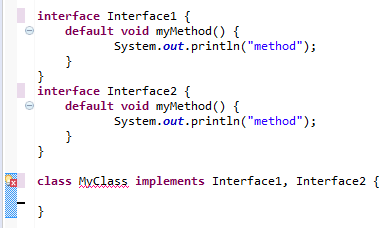 interface Interface1 {
default void myMethod() {
System.out.println("method");
}
}
interface Interface2 {
default void myMethod() {
System.out.println("method");
}
}
class MyClass implements Interface1, Interface2 {
}